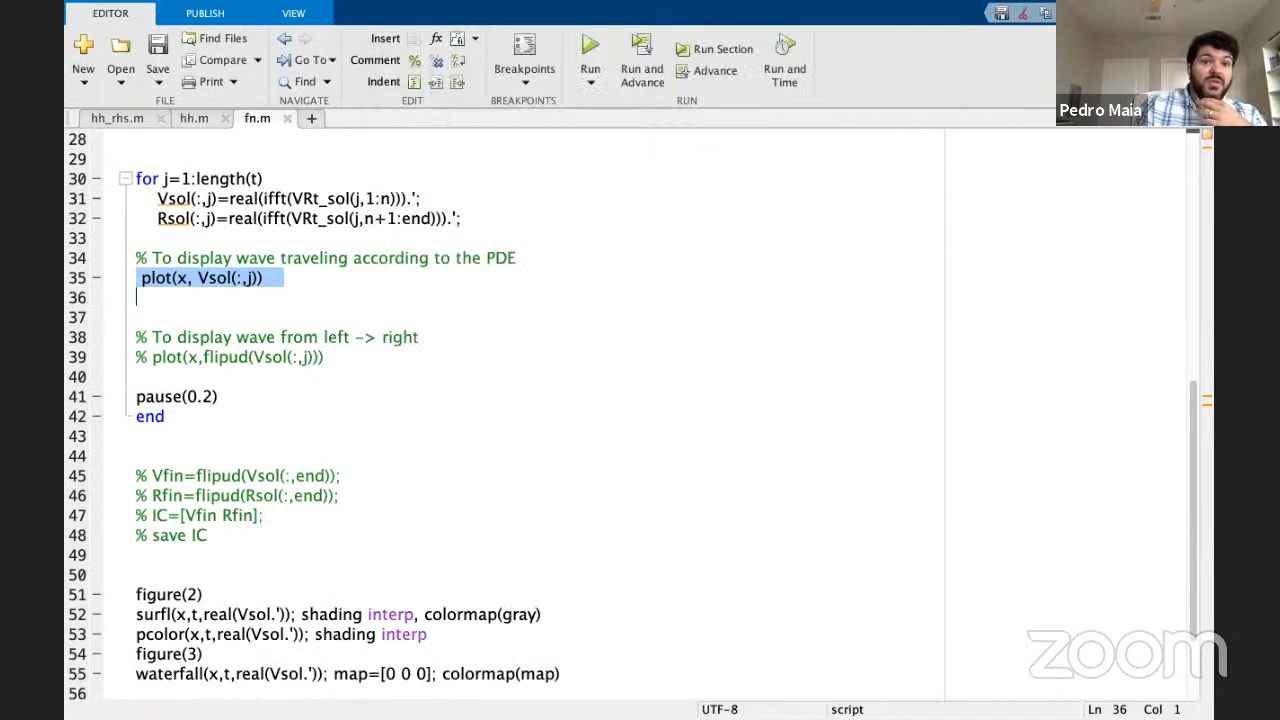 EDITOR PUBLISH VIEW
New Open Save Find Files Compare Print
FILE
Go To Find
NAVIGATE
Insert fx
Comment
Indent
EDIT
Breakpoints
BREAKPOINTS
Run Run and Advance Run Section Advance Run and Time
RUN
Pedro Maia
hh_rhs.m hh.m fn.m
28
29
30 for j=1:length(t)
31 Vsol(:,j)=real(ifft(VRt_sol(j,1:n))).';
32 Rsol(:,j)=real(ifft(VRt_sol(j,n+1:end))).';
33
34 % To display wave traveling according to the PDE
35 plot(x, Vsol(:,j))
36
37
38 % To display wave from left -> right
39 % plot(x,flipud(Vsol(:,j)))
40
41 pause(0.2)
42 end
43
44
45 % Vfin=flipud(Vsol(:,end));
46 % Rfin=flipud(Rsol(:,end));
47 % IC=[Vfin Rfin];
48 % save IC
49
50
51 figure(2)
52 surfl(x,t,real(Vsol.')); shading interp, colormap(gray)
53 pcolor(x,t,real(Vsol.')); shading interp
54 figure(3)
55 waterfall(x,t,real(Vsol.')); map=[0 0 0]; colormap(map)
56
zoom
UTF-8 script Ln 36 Col 1